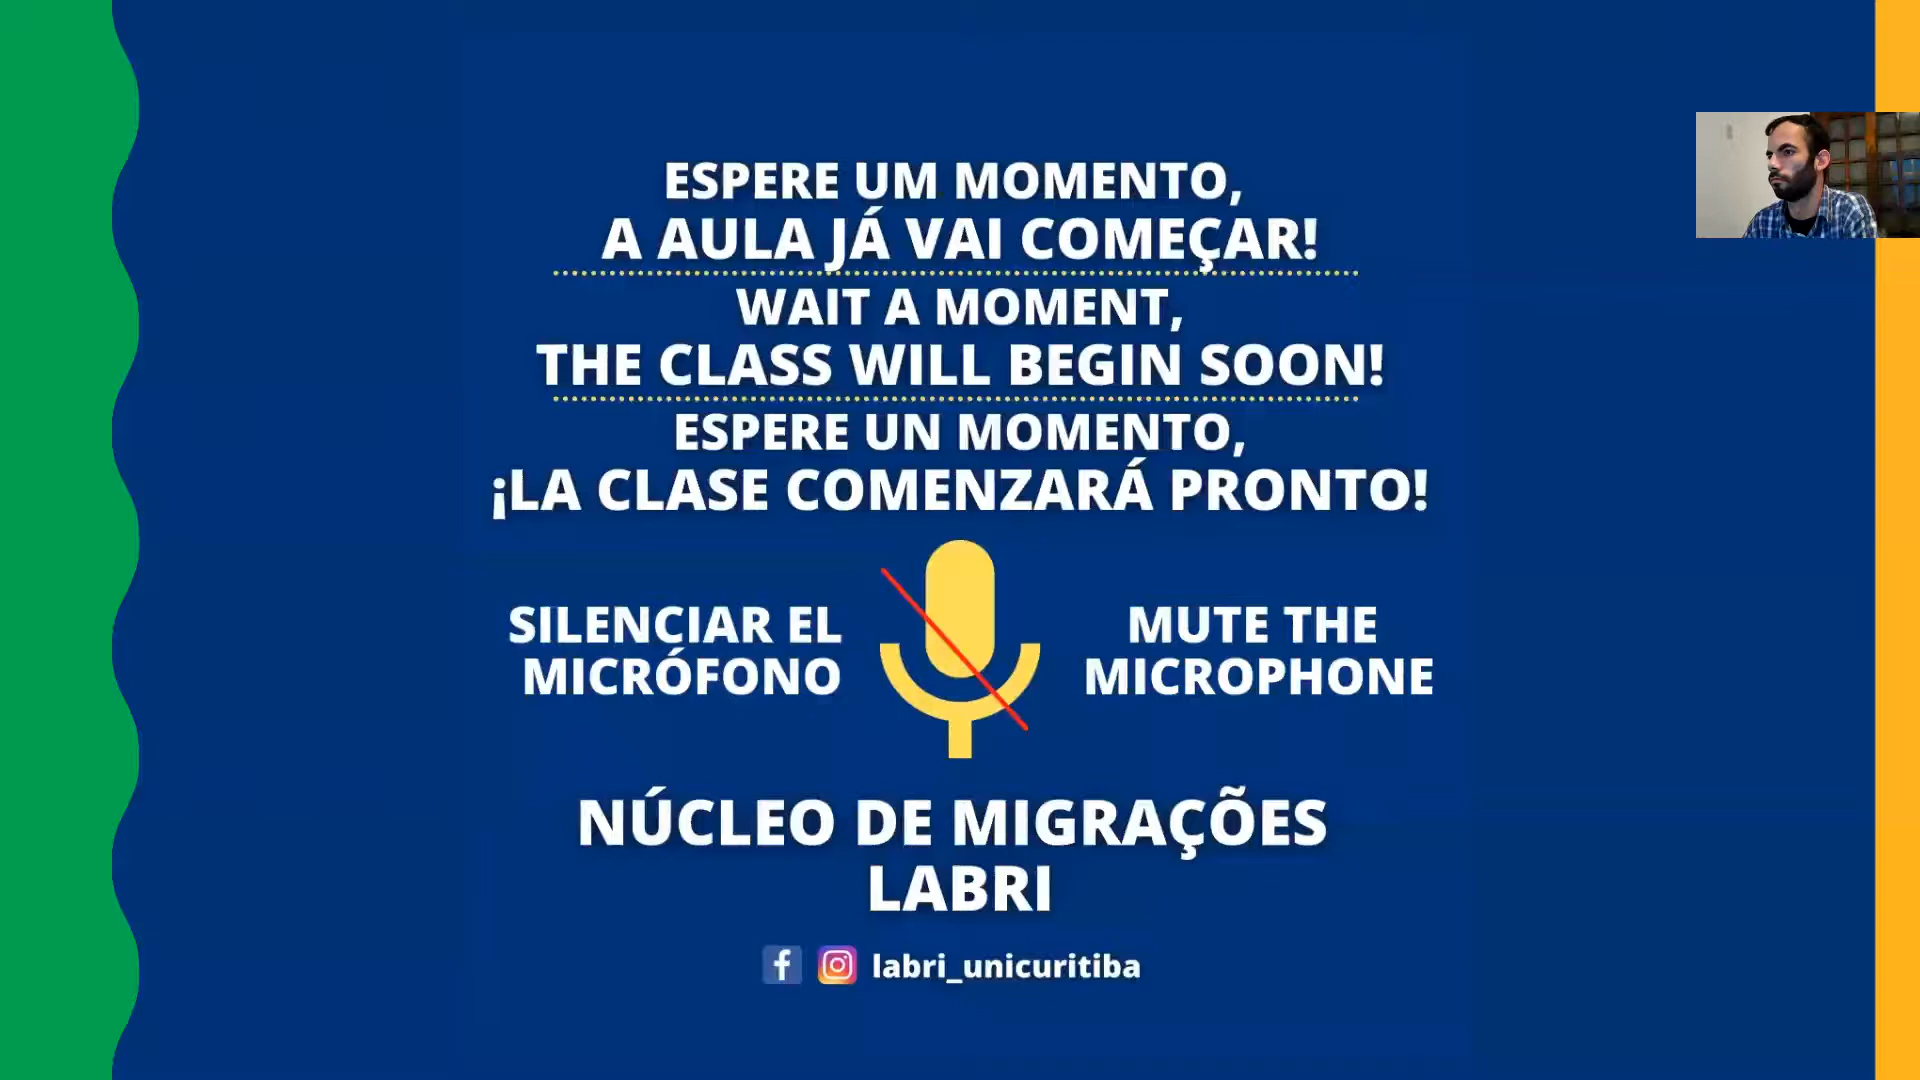 ESPERE UM MOMENTO,
A AULA JÁ VAI COMEÇAR!
WAIT A MOMENT,
THE CLASS WILL BEGIN SOON!
ESPERE UN MOMENTO,
¡LA CLASE COMENZARÁ PRONTO!
SILENCIAR EL
MICRÓFONO
MUTE THE
MICROPHONE
NÚCLEO DE MIGRAÇÕES
LABRI
labri_unicuritiba